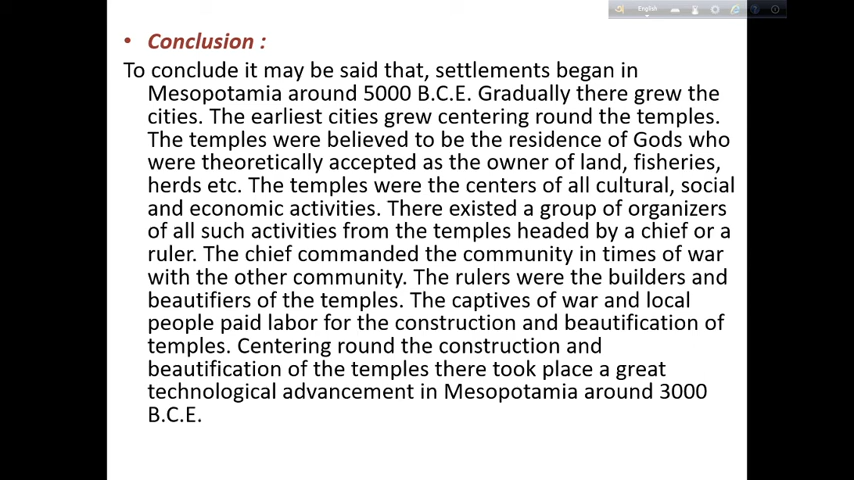 English
• Conclusion :
To conclude it may be said that, settlements began in
Mesopotamia around 5000 B.C.E. Gradually there grew the
cities. The earliest cities grew centering round the temples.
The temples were believed to be the residence of Gods who
were theoretically accepted as the owner of land, fisheries,
herds etc. The temples were the centers of all cultural, social
and economic activities. There existed a group of organizers
of all such activities from the temples headed by a chief or a
ruler. The chief commanded the community in times of war
with the other community. The rulers were the builders and
beautifiers of the temples. The captives of war and local
people paid labor for the construction and beautification of
temples. Centering round the construction and
beautification of the temples there took place a great
technological advancement in Mesopotamia around 3000
B.C.E.